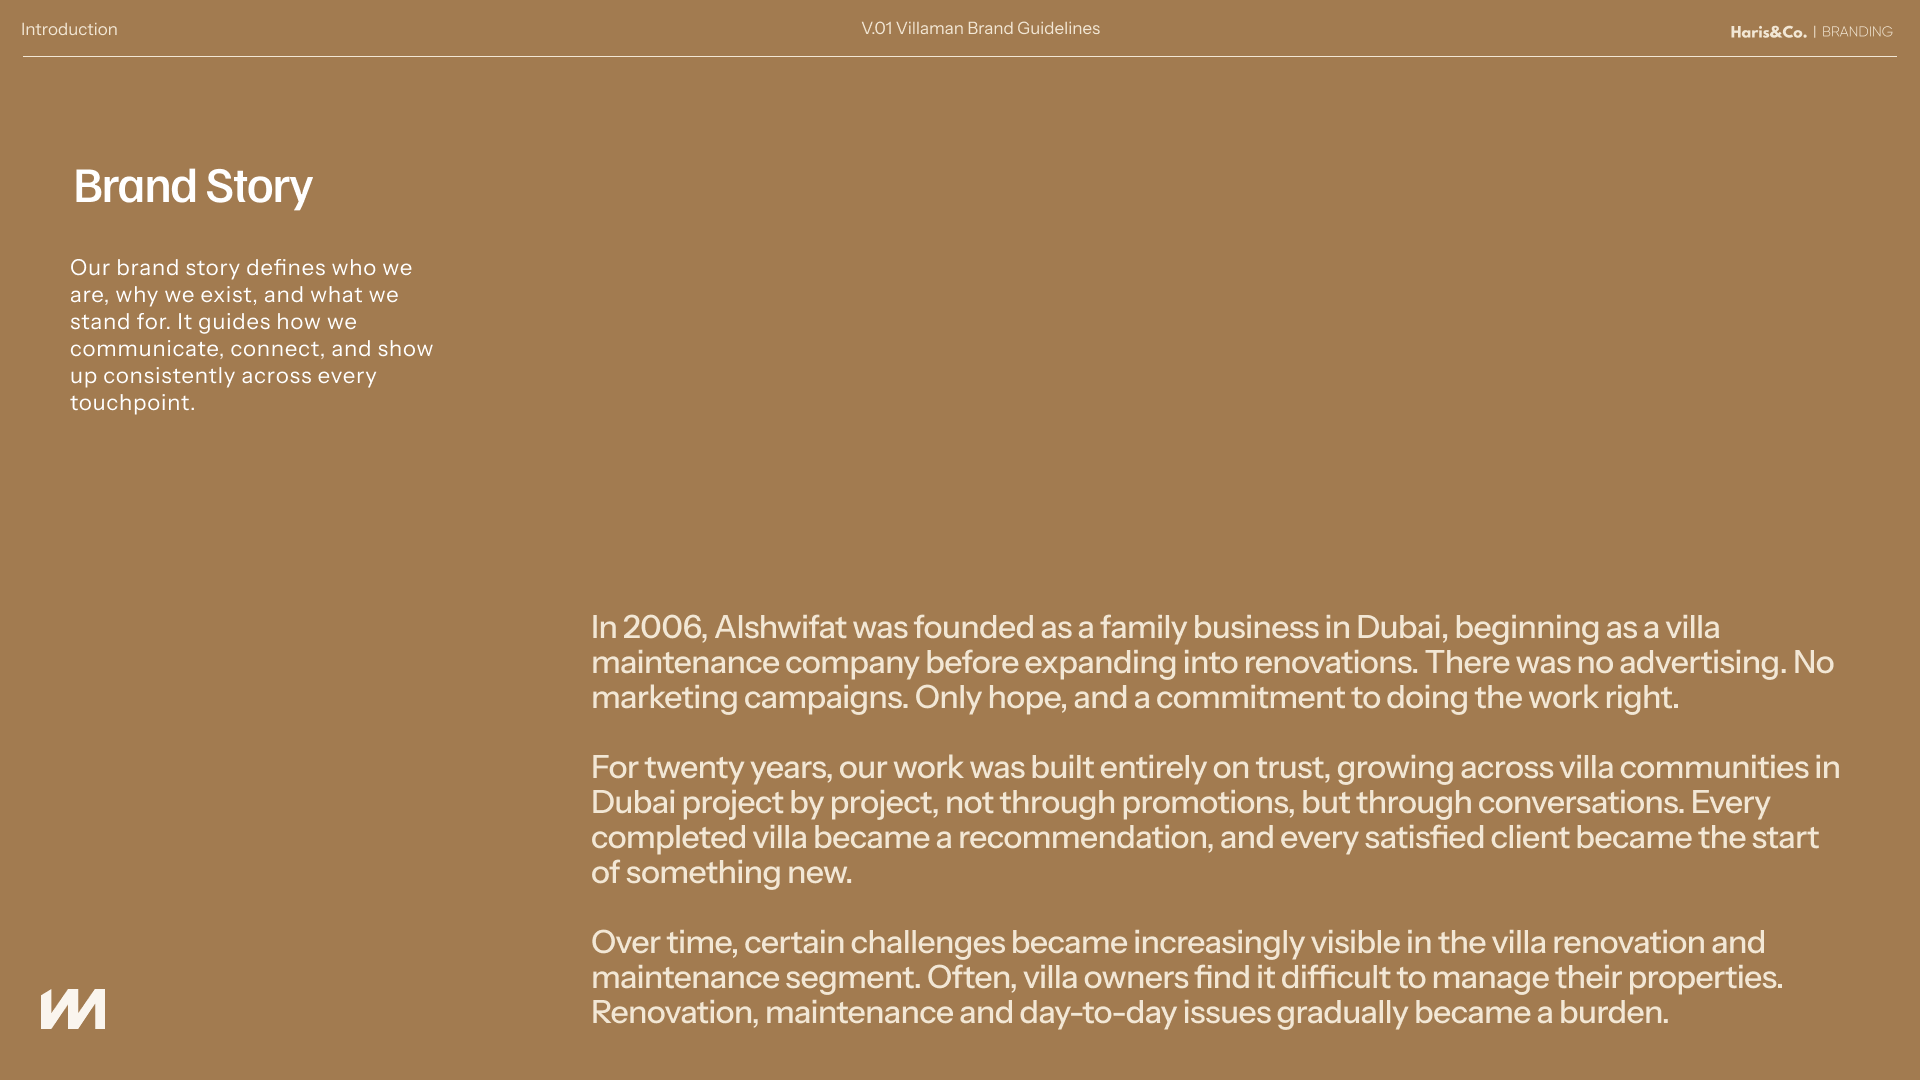 Introduction
V.01 Villaman Brand Guidelines
Haris&Co. | BRANDING
Brand Story
Our brand story defines who we
are, why we exist, and what we
stand for. It guides how we
communicate, connect, and show
up consistently across every
touchpoint.
In 2006, Alshwifat was founded as a family business in Dubai, beginning as a villa
maintenance company before expanding into renovations. There was no advertising. No
marketing campaigns. Only hope, and a commitment to doing the work right.
For twenty years, our work was built entirely on trust, growing across villa communities in
Dubai project by project, not through promotions, but through conversations. Every
completed villa became a recommendation, and every satisfied client became the start
of something new.
Over time, certain challenges became increasingly visible in the villa renovation and
maintenance segment. Often, villa owners find it difficult to manage their properties.
Renovation, maintenance and day-to-day issues gradually became a burden.